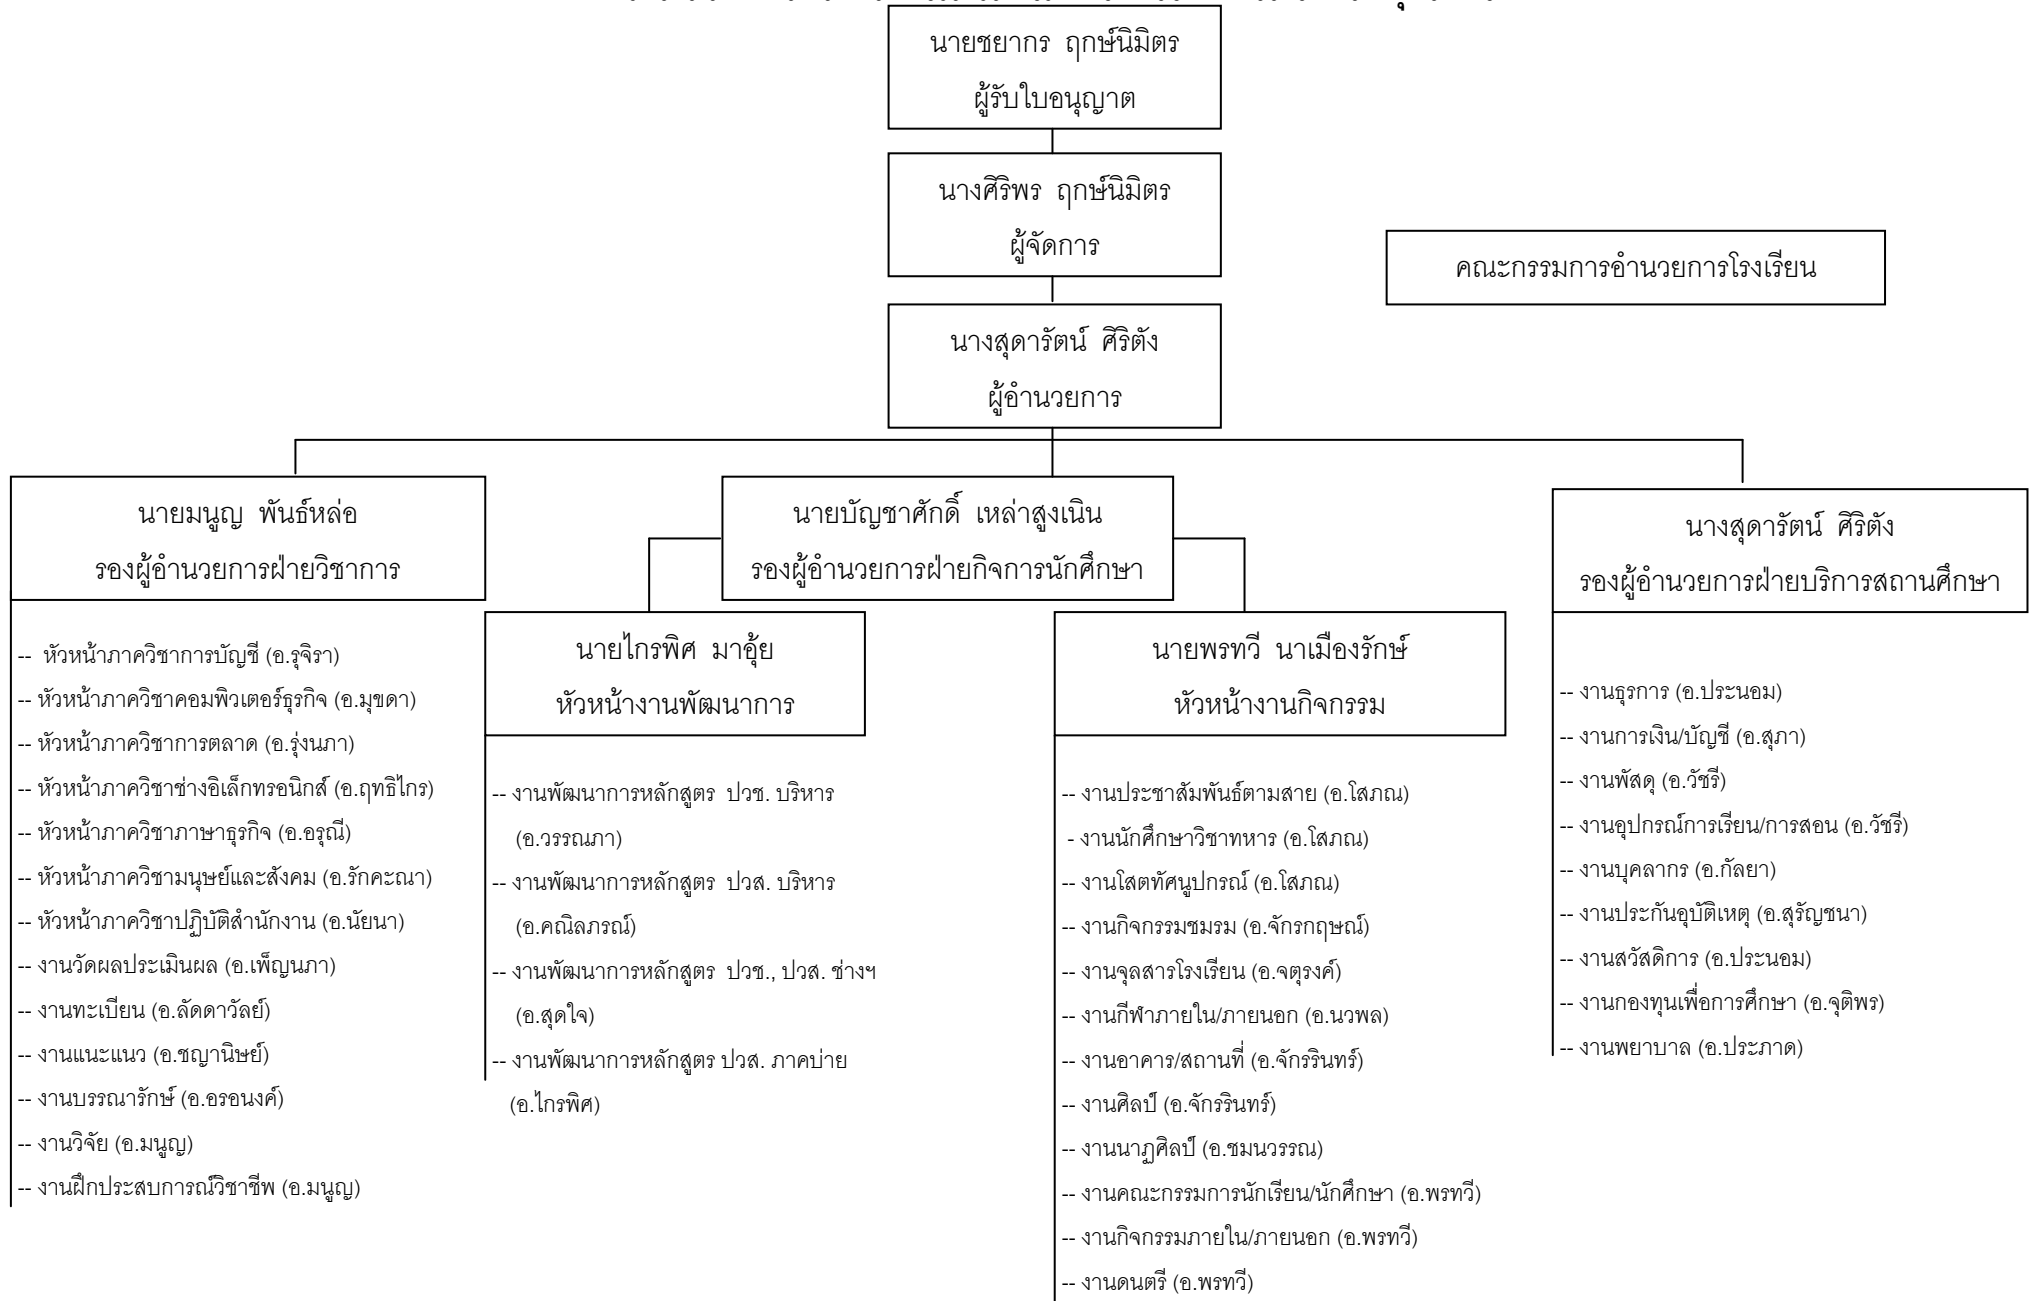 นายชยากร ฤกษ์นิมิตร
ผู้รับใบอนุญาต
นางศิริพร ฤกษ์นิมิตร
ผู้จัดการ
คณะกรรมการอำนวยการโรงเรียน
นางสุดารัตน์ ศิริตัง
ผู้อำนวยการ
นายมนูญ พันธ์หล่อ
รองผู้อำนวยการฝ่ายวิชาการ
-- หัวหน้าภาควิชาการบัญชี (อ.รุจิรา)
-- หัวหน้าภาควิชาคอมพิวเตอร์ธุรกิจ (อ.มุขดา)
-- หัวหน้าภาควิชาการตลาด (อ.รุ่งนภา)
-- หัวหน้าภาควิชาช่างอิเล็กทรอนิกส์ (อ.ฤทธิไกร)
-- หัวหน้าภาควิชาภาษาธุรกิจ (อ.อรุณี)
-- หัวหน้าภาควิชามนุษย์และสังคม (อ.รักคะณา)
-- หัวหน้าภาควิชาปฏิบัติสำนักงาน (อ.นัยนา)
-- งานวัดผลประเมินผล (อ.เพ็ญนภา)
-- งานทะเบียน (อ.ลัดดาวัลย์)
-- งานแนะแนว (อ.ชญานิษย์)
-- งานบรรณารักษ์ (อ.อรอนงค์)
-- งานวิจัย (อ.มนูญ)
-- งานฝึกประสบการณ์วิชาชีพ (อ.มนูญ)
นายบัญชาศักดิ์ เหล่าสูงเนิน
รองผู้อำนวยการฝ่ายกิจการนักศึกษา
นายไกรพิศ มาอุ้ย
หัวหน้างานพัฒนาการ
-- งานพัฒนาการหลักสูตร ปวช. บริหาร
(อ.วรรณภา)
-- งานพัฒนาการหลักสูตร ปวส. บริหาร
(อ.คณิลภรณ์)
-- งานพัฒนาการหลักสูตร ปวช., ปวส. ช่างฯ
(อ.สุดใจ)
-- งานพัฒนาการหลักสูตร ปวส. ภาคบ่าย
(อ.ไกรพิศ)
นายพรทวี นาเมืองรักษ์
หัวหน้างานกิจกรรม
-- งานประชาสัมพันธ์ตามสาย (อ.โสภณ)
- งานนักศึกษาวิชาทหาร (อ.โสภณ)
-- งานโสตทัศนูปกรณ์ (อ.โสภณ)
-- งานกิจกรรมชมรม (อ.จักรกฤษณ์)
-- งานจุลสารโรงเรียน (อ.จตุรงค์)
-- งานกีฬาภายใน/ภายนอก (อ.นวพล)
-- งานอาคาร/สถานที่ (อ.จักรรินทร์)
-- งานศิลป์ (อ.จักรรินทร์)
-- งานนาฏศิลป์ (อ.ชมนวรรณ)
-- งานคณะกรรมการนักเรียน/นักศึกษา (อ.พรทวี)
-- งานกิจกรรมภายใน/ภายนอก (อ.พรทวี)
-- งานดนตรี (อ.พรทวี)
นางสุดารัตน์ ศิริตัง
รองผู้อำนวยการฝ่ายบริการสถานศึกษา
-- งานธุรการ (อ.ประนอม)
-- งานการเงิน/บัญชี (อ.สุภา)
-- งานพัสดุ (อ.วัชรี)
-- งานอุปกรณ์การเรียน/การสอน (อ.วัชรี)
-- งานบุคลากร (อ.กัลยา)
-- งานประกันอุบัติเหตุ (อ.สุรัญชนา)
-- งานสวัสดิการ (อ.ประนอม)
-- งานกองทุนเพื่อการศึกษา (อ.จุติพร)
-- งานพยาบาล (อ.ประภาด)